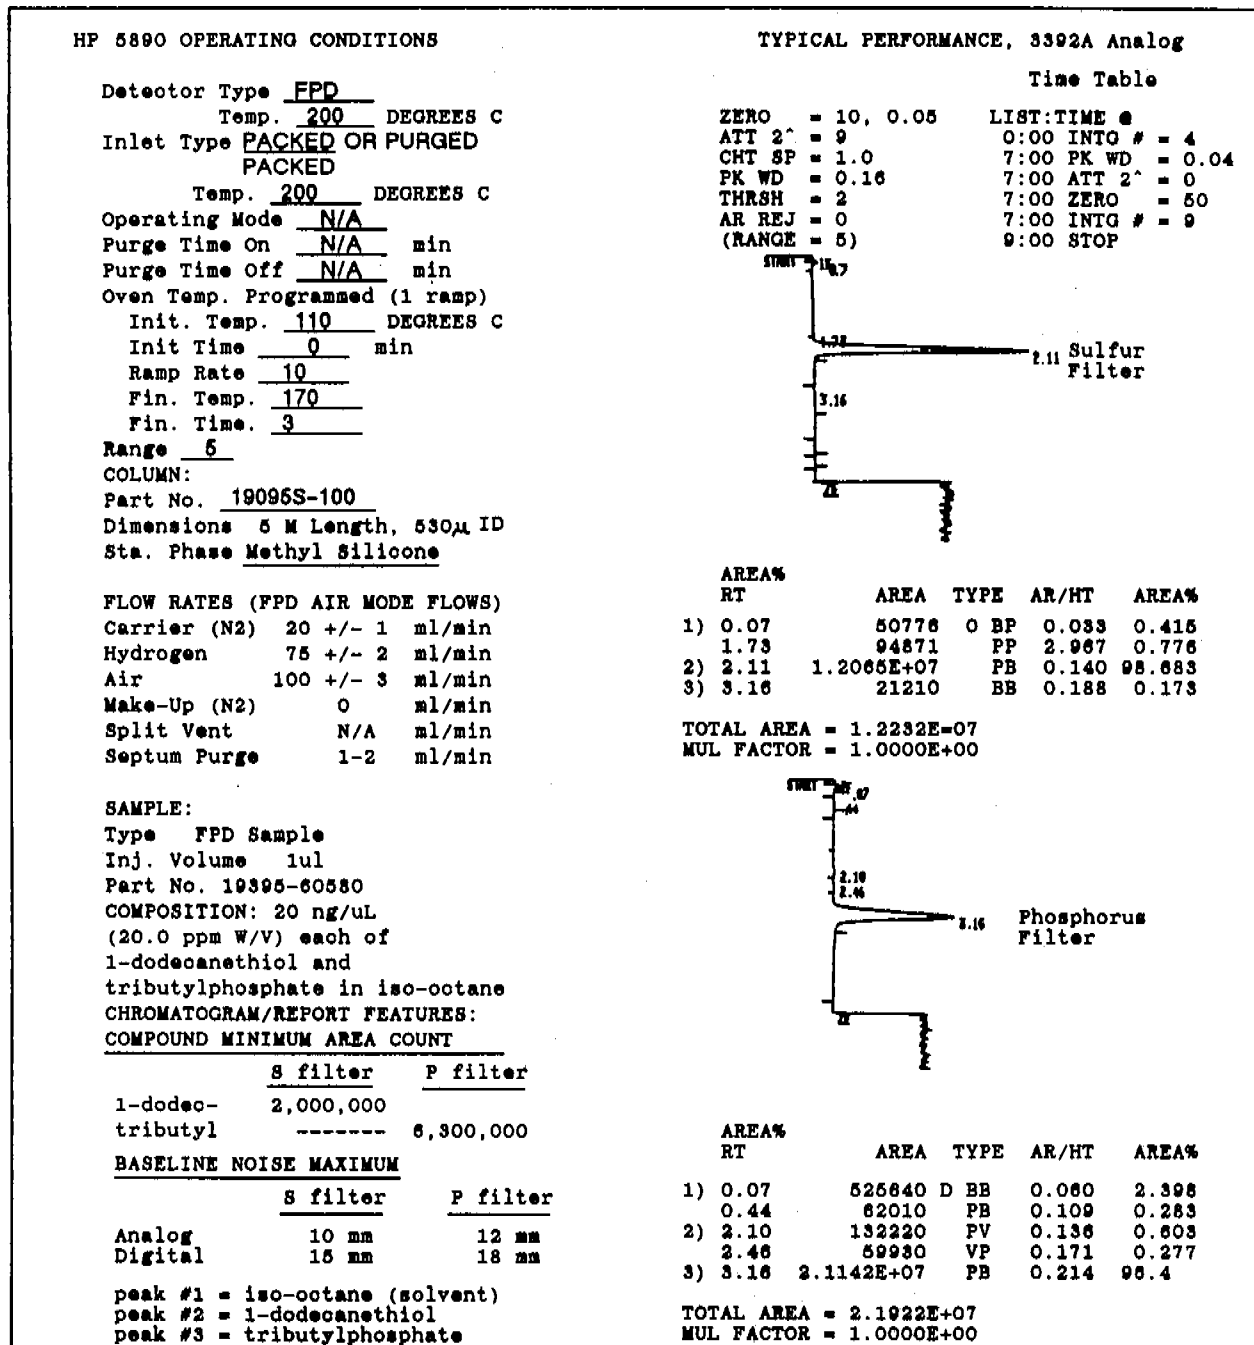 HP 5890 OPERATING CONDITIONS
Detector Type FPD
Temp. 200 DEGREES C
Inlet Type PACKED OR PURGED
PACKED
Temp. 200 DEGREES C
Operating Mode N/A
Purge Time On N/A min
Purge Time Off N/A min
Oven Temp. Programmed (1 ramp)
Init. Temp. 110 DEGREES C
Init Time 0 min
Ramp Rate 10
Fin. Temp. 170
Fin. Time. 3
Range 5
COLUMN:
Part No. 19095S-100
Dimensions 5 M Length, 530µ ID
Sta. Phase Methyl Silicone
FLOW RATES (FPD AIR MODE FLOWS)
Carrier (N2) 20 +/- 1 ml/min
Hydrogen 75 +/- 2 ml/min
Air 100 +/- 3 ml/min
Make-Up (N2) 0 ml/min
Split Vent N/A ml/min
Septum Purge 1-2 ml/min
SAMPLE:
Type FPD Sample
Inj. Volume 1ul
Part No. 19395-60580
COMPOSITION: 20 ng/uL
(20.0 ppm W/V) each of
1-dodecanethiol and
tributylphosphate in iso-octane
CHROMATOGRAM/REPORT FEATURES:
COMPOUND MINIMUM AREA COUNT
S filter P filter
1-dodec- 2,000,000
tributyl ------- 6,300,000
BASELINE NOISE MAXIMUM
S filter P filter
Analog 10 mm 12 mm
Digital 15 mm 18 mm
peak #1 = iso-octane (solvent)
peak #2 = 1-dodecanethiol
peak #3 = tributylphosphate
TYPICAL PERFORMANCE, 3392A Analog
Time Table
ZERO = 10, 0.05 LIST:TIME @
ATT 2^ = 9 0:00 INTG # = 4
CHT SP = 1.0 7:00 PK WD = 0.04
PK WD = 0.16 7:00 ATT 2^ = 0
THRSH = 2 7:00 ZERO = 50
AR REJ = 0 7:00 INTG # = 9
(RANGE = 5) 9:00 STOP
START
1.73
2.11 Sulfur
Filter
3.16
AREA%
RT AREA TYPE AR/HT AREA%
1) 0.07 50776 O BP 0.033 0.415
1.73 94871 PP 2.967 0.776
2) 2.11 1.2065E+07 PB 0.140 98.683
3) 3.16 21210 BB 0.188 0.173
TOTAL AREA = 1.2232E=07
MUL FACTOR = 1.0000E+00
START
.07
.44
2.10
2.46
3.16 Phosphorus
Filter
AREA%
RT AREA TYPE AR/HT AREA%
1) 0.07 525640 D BB 0.060 2.398
0.44 62010 PB 0.109 0.283
2) 2.10 132220 PV 0.136 0.603
2.46 59930 VP 0.171 0.277
3) 3.16 2.1142E+07 PB 0.214 96.4
TOTAL AREA = 2.1922E+07
MUL FACTOR = 1.0000E+00